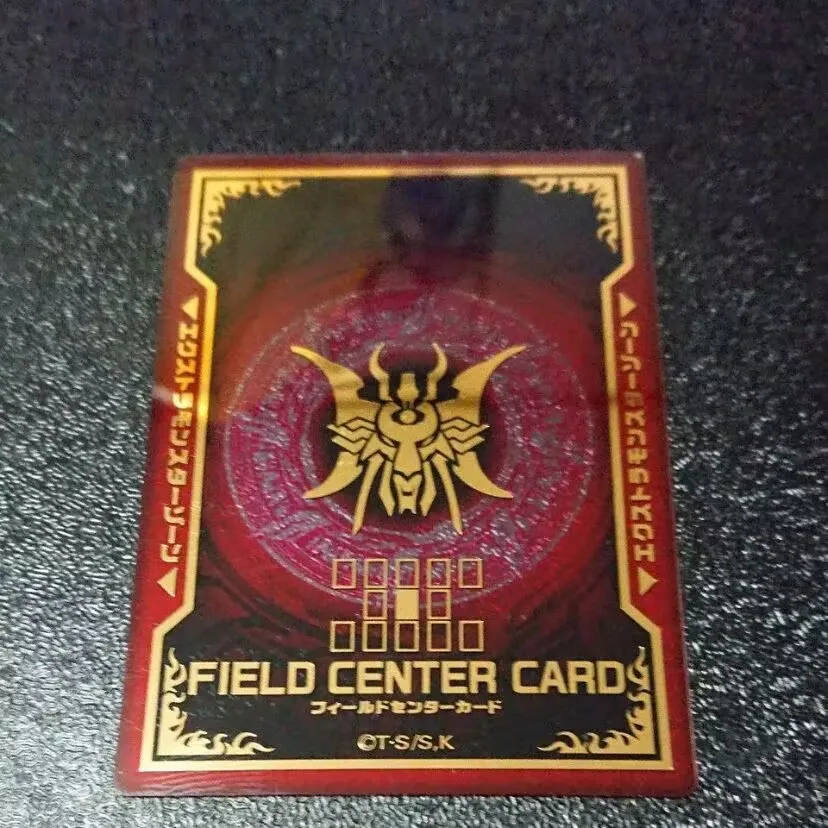 エクストラモンスターゾーン
エクストラモンスターゾーン
FIELD CENTER CARD
フィールドセンターカード
©T·S/S,K